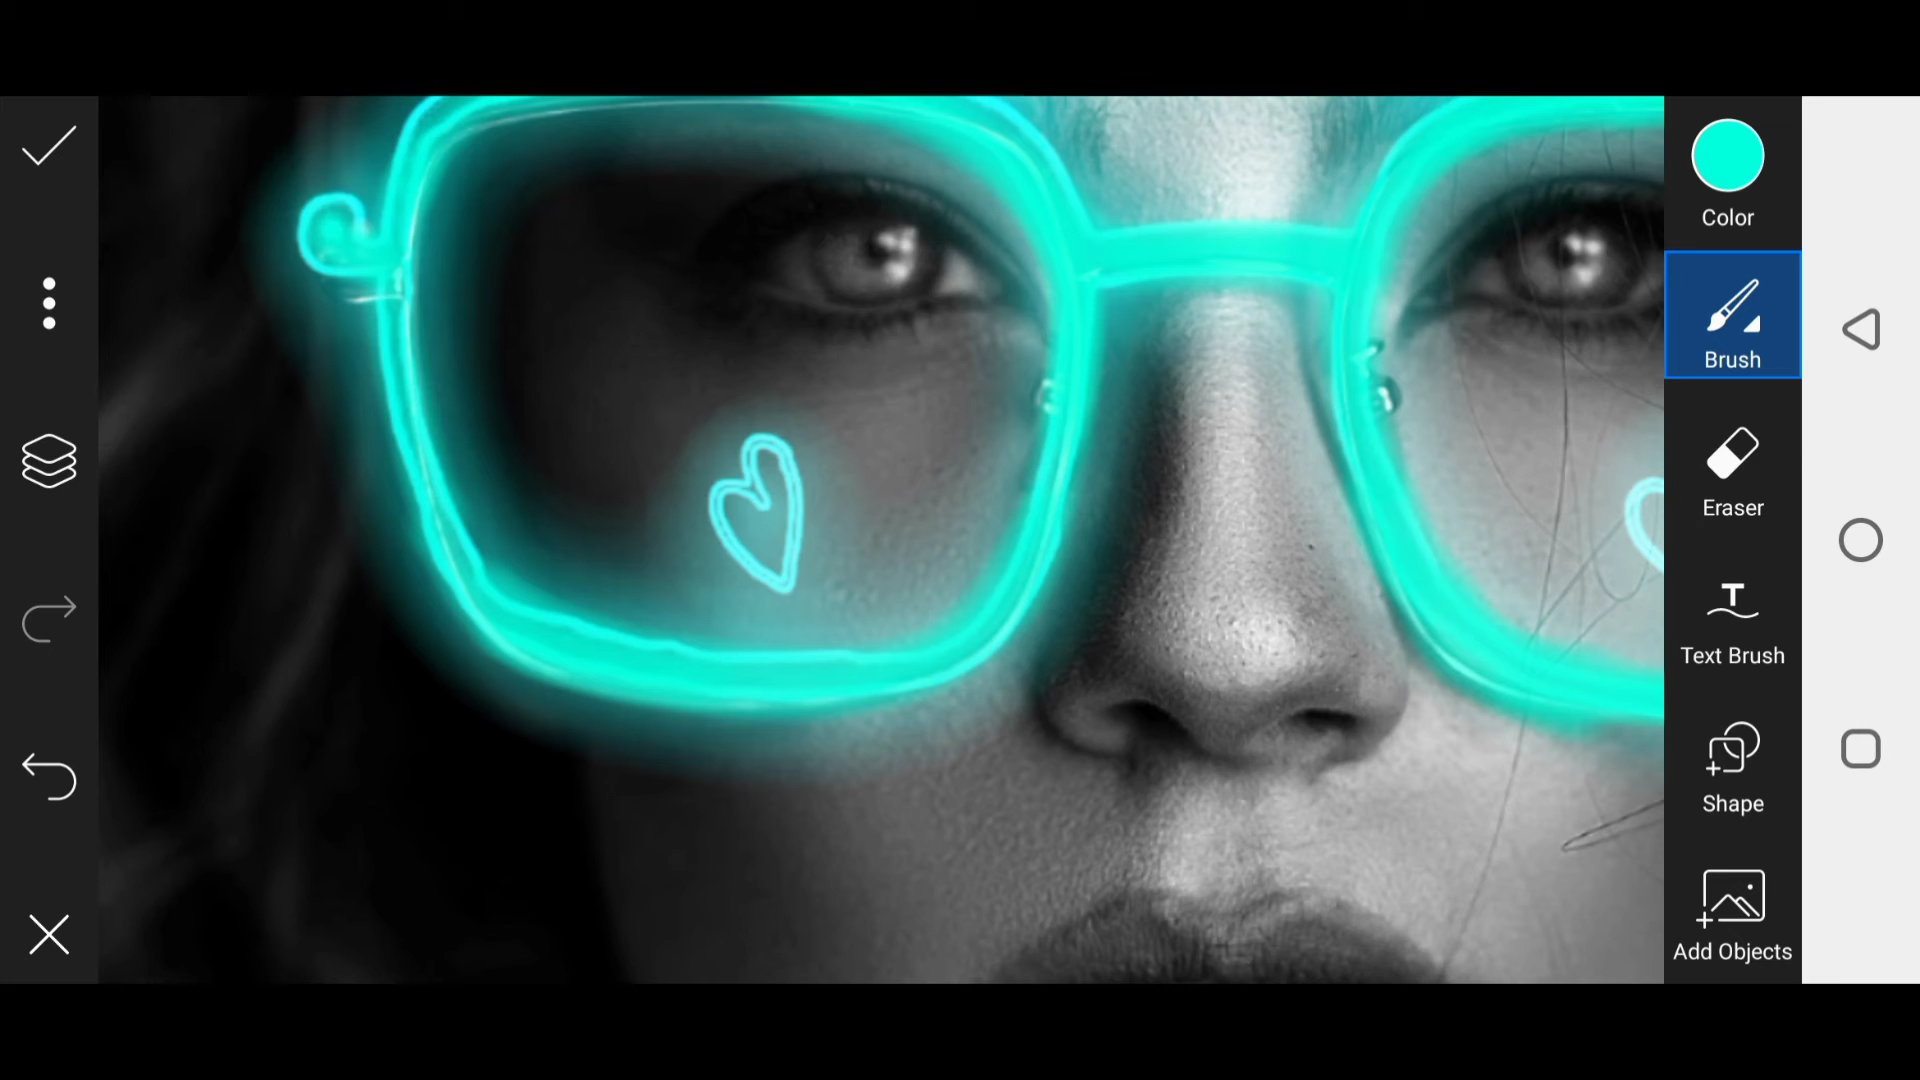 Color
Brush
Eraser
T
Text Brush
Shape
Add Objects